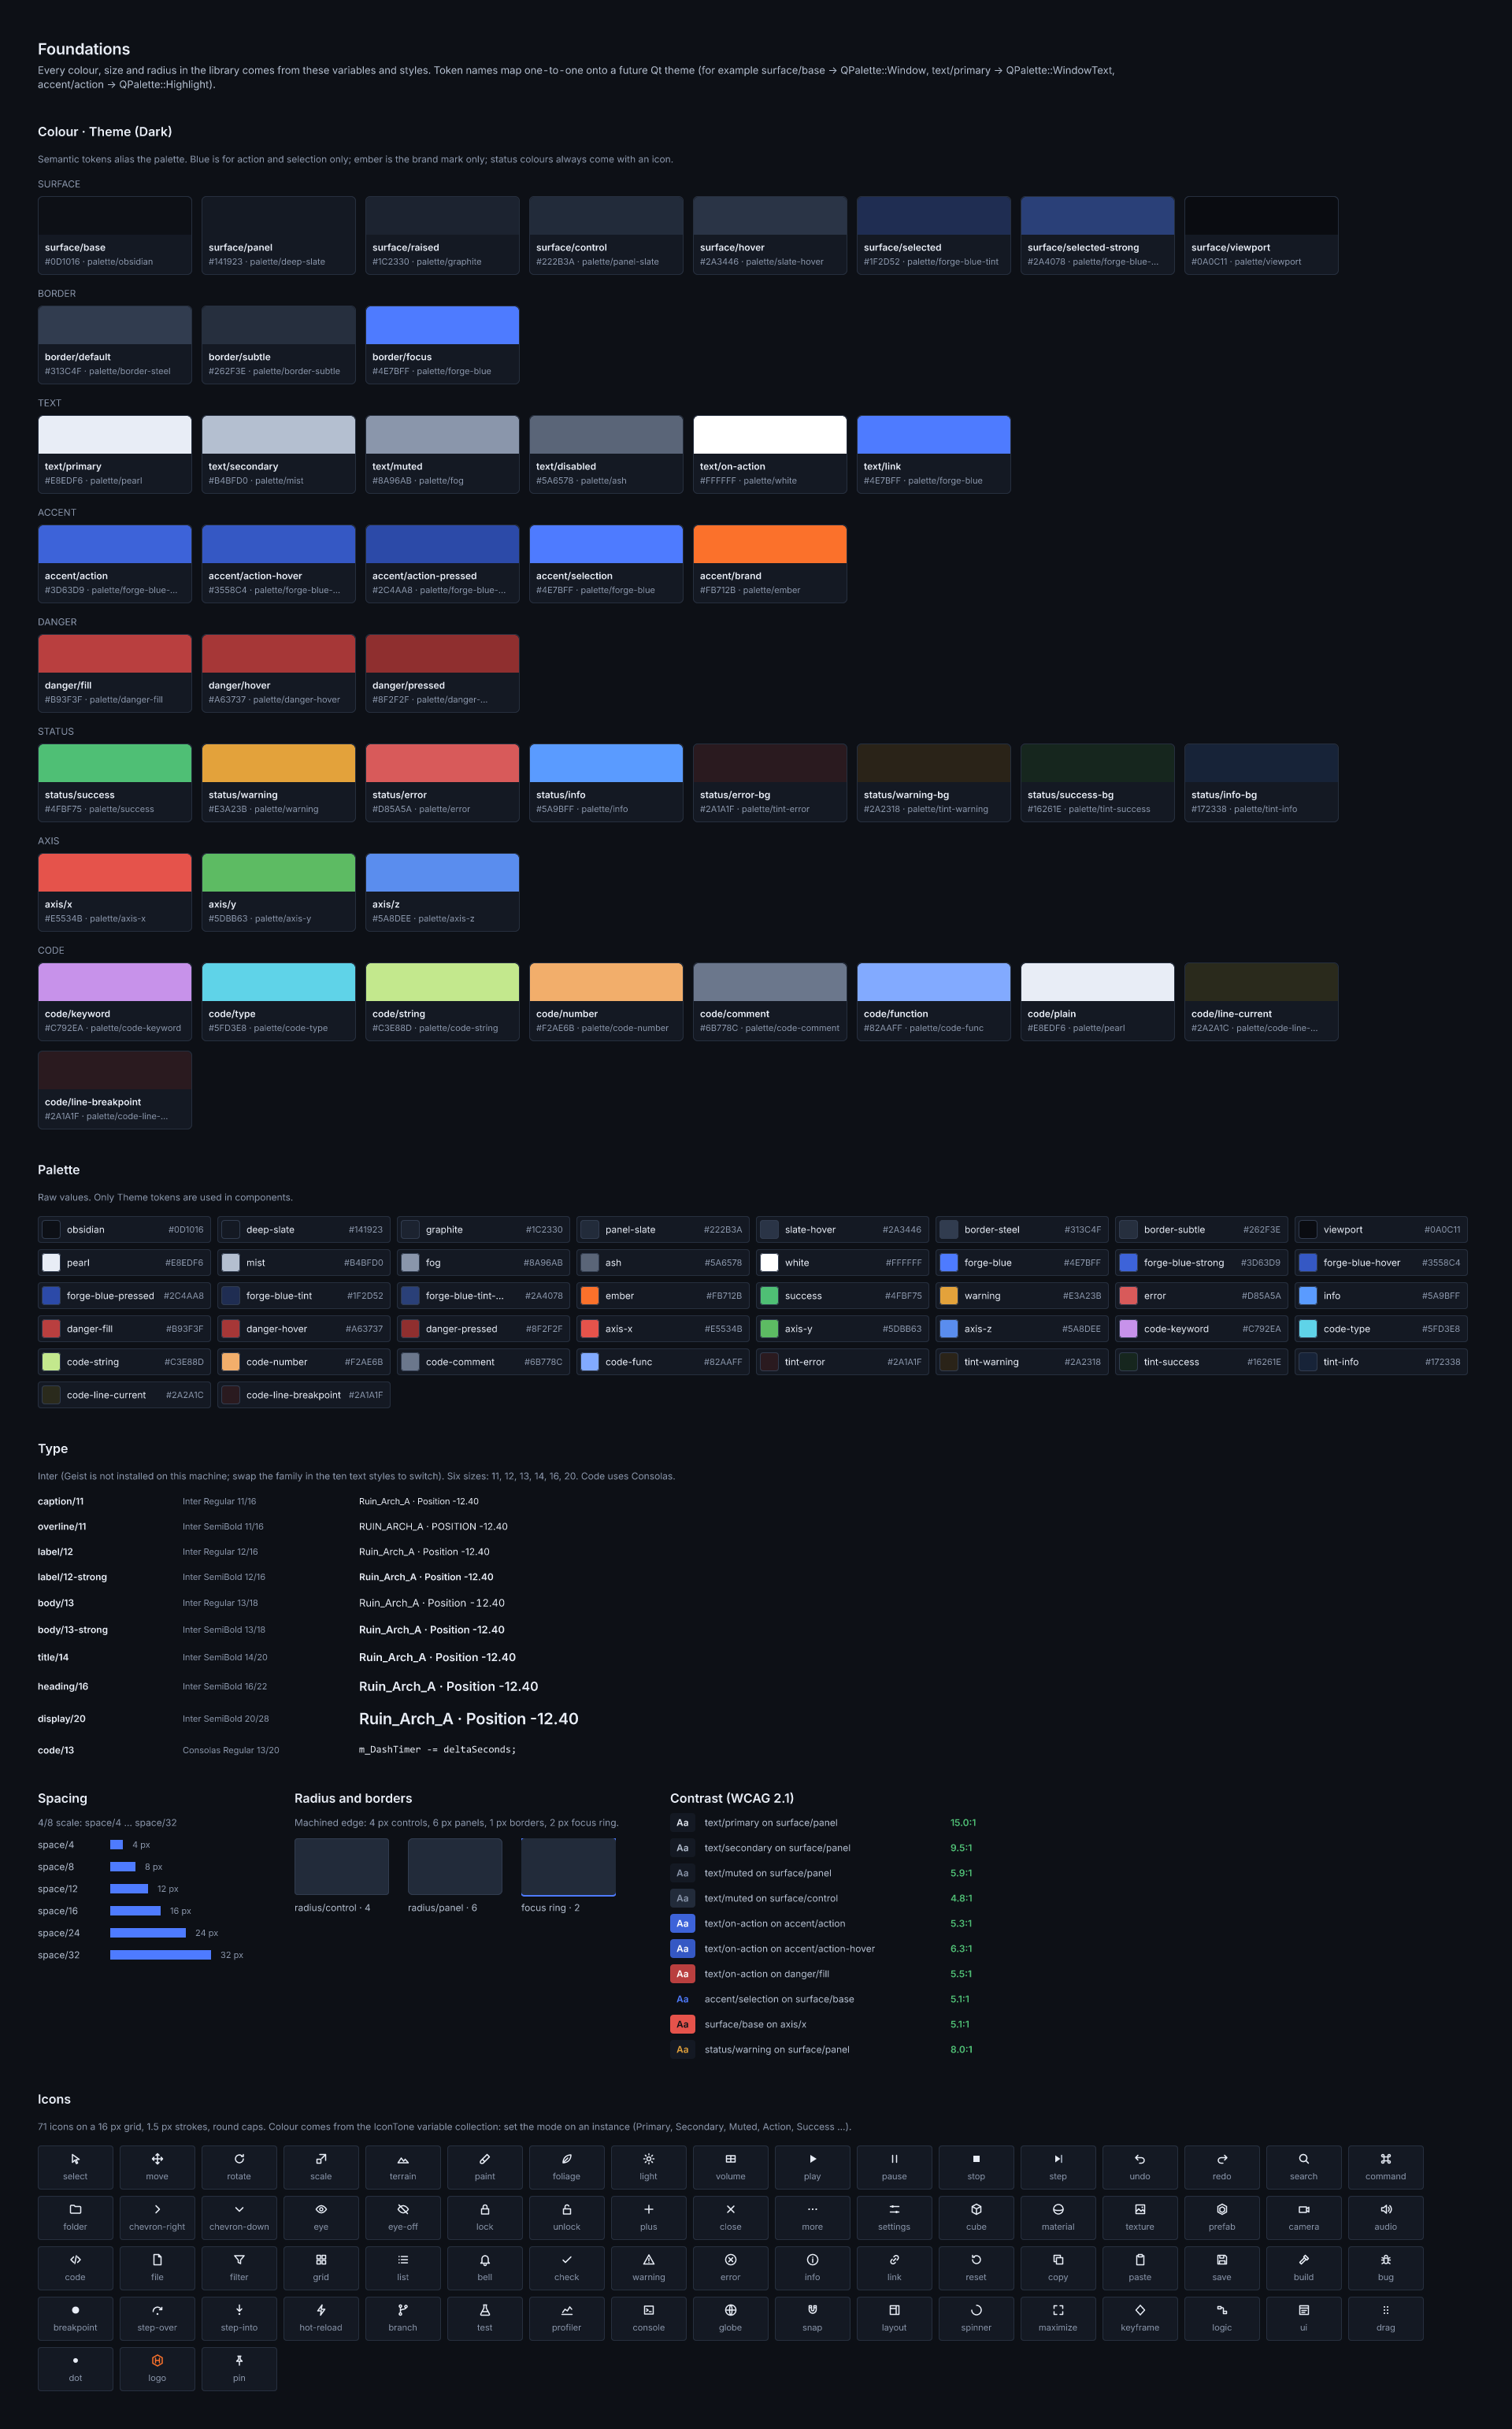 Foundations
Every colour, size and radius in the library comes from these variables and styles. Token names map one-to-one onto a future Qt theme (for example surface/base → QPalette::Window, text/primary → QPalette::WindowText,
accent/action → QPalette::Highlight).
Colour · Theme (Dark)
Semantic tokens alias the palette. Blue is for action and selection only; ember is the brand mark only; status colours always come with an icon.
SURFACE
surface/base surface/panel surface/raised surface/control surface/hover surface/selected surface/selected-strong surface/viewport
#0D1016 · palette/obsidian #141923 · palette/deep-slate #1C2330 · palette/graphite #222B3A · palette/panel-slate #2A3446 · palette/slate-hover #1F2D52 · palette/forge-blue-tint #2A4078 · palette/forge-blue-... #0A0C11 · palette/viewport
BORDER
border/default border/subtle border/focus
#313C4F · palette/border-steel #262F3E · palette/border-subtle #4E7BFF · palette/forge-blue
TEXT
text/primary text/secondary text/muted text/disabled text/on-action text/link
#E8EDF6 · palette/pearl #B4BFD0 · palette/mist #8A96AB · palette/fog #5A6578 · palette/ash #FFFFFF · palette/white #4E7BFF · palette/forge-blue
ACCENT
accent/action accent/action-hover accent/action-pressed accent/selection accent/brand
#3D63D9 · palette/forge-blue-... #3558C4 · palette/forge-blue-... #2C4AA8 · palette/forge-blue-... #4E7BFF · palette/forge-blue #FB712B · palette/ember
DANGER
danger/fill danger/hover danger/pressed
#B93F3F · palette/danger-fill #A63737 · palette/danger-hover #8F2F2F · palette/danger-...
STATUS
status/success status/warning status/error status/info status/error-bg status/warning-bg status/success-bg status/info-bg
#4FBF75 · palette/success #E3A23B · palette/warning #D85A5A · palette/error #5A9BFF · palette/info #2A1A1F · palette/tint-error #2A2318 · palette/tint-warning #16261E · palette/tint-success #172338 · palette/tint-info
AXIS
axis/x axis/y axis/z
#E5534B · palette/axis-x #5DBB63 · palette/axis-y #5A8DEE · palette/axis-z
CODE
code/keyword code/type code/string code/number code/comment code/function code/plain code/line-current
#C792EA · palette/code-keyword #5FD3E8 · palette/code-type #C3E88D · palette/code-string #F2AE6B · palette/code-number #6B778C · palette/code-comment #82AAFF · palette/code-func #E8EDF6 · palette/pearl #2A2A1C · palette/code-line-...
code/line-breakpoint
#2A1A1F · palette/code-line-...
Palette
Raw values. Only Theme tokens are used in components.
obsidian #0D1016 deep-slate #141923 graphite #1C2330 panel-slate #222B3A slate-hover #2A3446 border-steel #313C4F border-subtle #262F3E viewport #0A0C11
pearl #E8EDF6 mist #B4BFD0 fog #8A96AB ash #5A6578 white #FFFFFF forge-blue #4E7BFF forge-blue-strong #3D63D9 forge-blue-hover #3558C4
forge-blue-pressed #2C4AA8 forge-blue-tint #1F2D52 forge-blue-tint-... #2A4078 ember #FB712B success #4FBF75 warning #E3A23B error #D85A5A info #5A9BFF
danger-fill #B93F3F danger-hover #A63737 danger-pressed #8F2F2F axis-x #E5534B axis-y #5DBB63 axis-z #5A8DEE code-keyword #C792EA code-type #5FD3E8
code-string #C3E88D code-number #F2AE6B code-comment #6B778C code-func #82AAFF tint-error #2A1A1F tint-warning #2A2318 tint-success #16261E tint-info #172338
code-line-current #2A2A1C code-line-breakpoint #2A1A1F
Type
Inter (Geist is not installed on this machine; swap the family in the ten text styles to switch). Six sizes: 11, 12, 13, 14, 16, 20. Code uses Consolas.
caption/11 Inter Regular 11/16 Ruin_Arch_A · Position -12.40
overline/11 Inter SemiBold 11/16 RUIN_ARCH_A · POSITION -12.40
label/12 Inter Regular 12/16 Ruin_Arch_A · Position -12.40
label/12-strong Inter SemiBold 12/16 Ruin_Arch_A · Position -12.40
body/13 Inter Regular 13/18 Ruin_Arch_A · Position -12.40
body/13-strong Inter SemiBold 13/18 Ruin_Arch_A · Position -12.40
title/14 Inter SemiBold 14/20 Ruin_Arch_A · Position -12.40
heading/16 Inter SemiBold 16/22 Ruin_Arch_A · Position -12.40
display/20 Inter SemiBold 20/28 Ruin_Arch_A · Position -12.40
code/13 Consolas Regular 13/20 m_DashTimer -= deltaSeconds;
Spacing
4/8 scale: space/4 ... space/32
space/4 4 px
space/8 8 px
space/12 12 px
space/16 16 px
space/24 24 px
space/32 32 px
Radius and borders
Machined edge: 4 px controls, 6 px panels, 1 px borders, 2 px focus ring.
radius/control · 4 radius/panel · 6 focus ring · 2
Contrast (WCAG 2.1)
Aa text/primary on surface/panel 15.0:1
Aa text/secondary on surface/panel 9.5:1
Aa text/muted on surface/panel 5.9:1
Aa text/muted on surface/control 4.8:1
Aa text/on-action on accent/action 5.3:1
Aa text/on-action on accent/action-hover 6.3:1
Aa text/on-action on danger/fill 5.5:1
Aa accent/selection on surface/base 5.1:1
Aa surface/base on axis/x 5.1:1
Aa status/warning on surface/panel 8.0:1
Icons
71 icons on a 16 px grid, 1.5 px strokes, round caps. Colour comes from the IconTone variable collection: set the mode on an instance (Primary, Secondary, Muted, Action, Success ...).
select move rotate scale terrain paint foliage light volume play pause stop step undo redo search command
folder chevron-right chevron-down eye eye-off lock unlock plus close more settings cube material texture prefab camera audio
code file filter grid list bell check warning error info link reset copy paste save build bug
breakpoint step-over step-into hot-reload branch test profiler console globe snap layout spinner maximize keyframe logic ui drag
dot logo pin